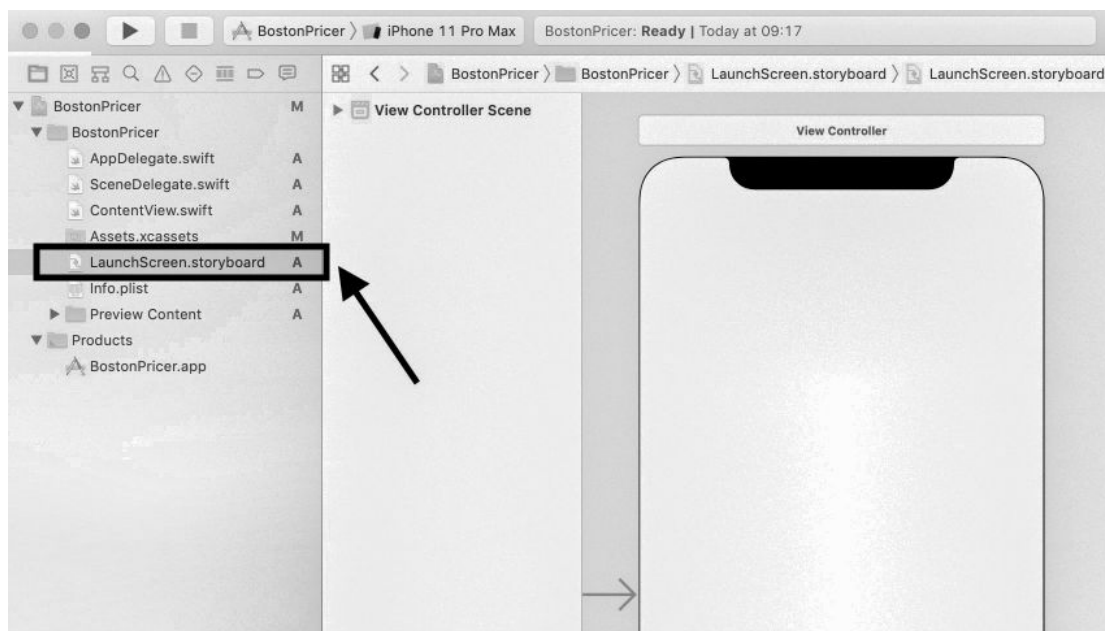 BostonPricer 〉 iPhone 11 Pro Max
BostonPricer: Ready | Today at 09:17
BostonPricer 〉 BostonPricer 〉 LaunchScreen.storyboard 〉 LaunchScreen.storyboard
BostonPricer M
BostonPricer
AppDelegate.swift A
SceneDelegate.swift A
ContentView.swift A
Assets.xcassets M
LaunchScreen.storyboard A
Info.plist A
Preview Content A
Products
BostonPricer.app
View Controller Scene
View Controller